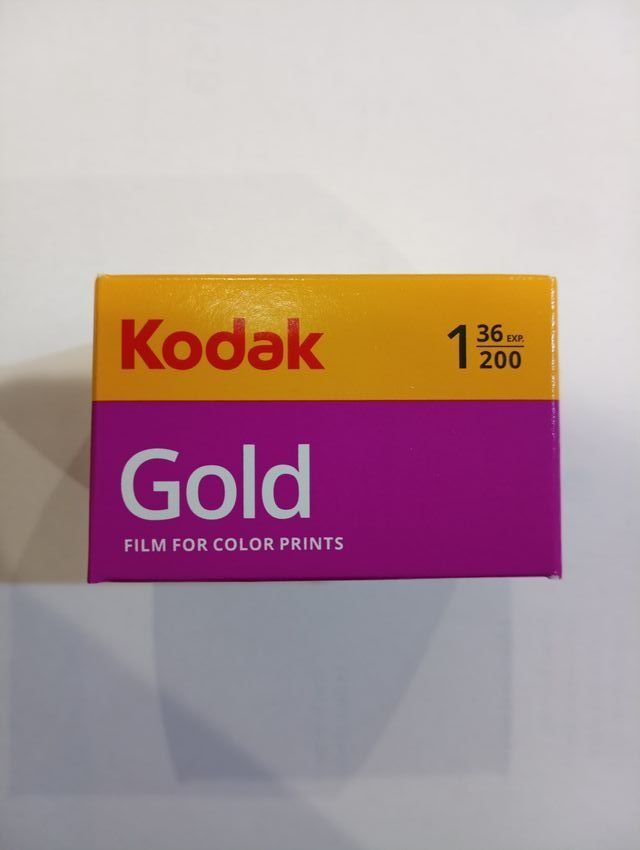 Kodak
1 36 EXP.
200
Gold
FILM FOR COLOR PRINTS